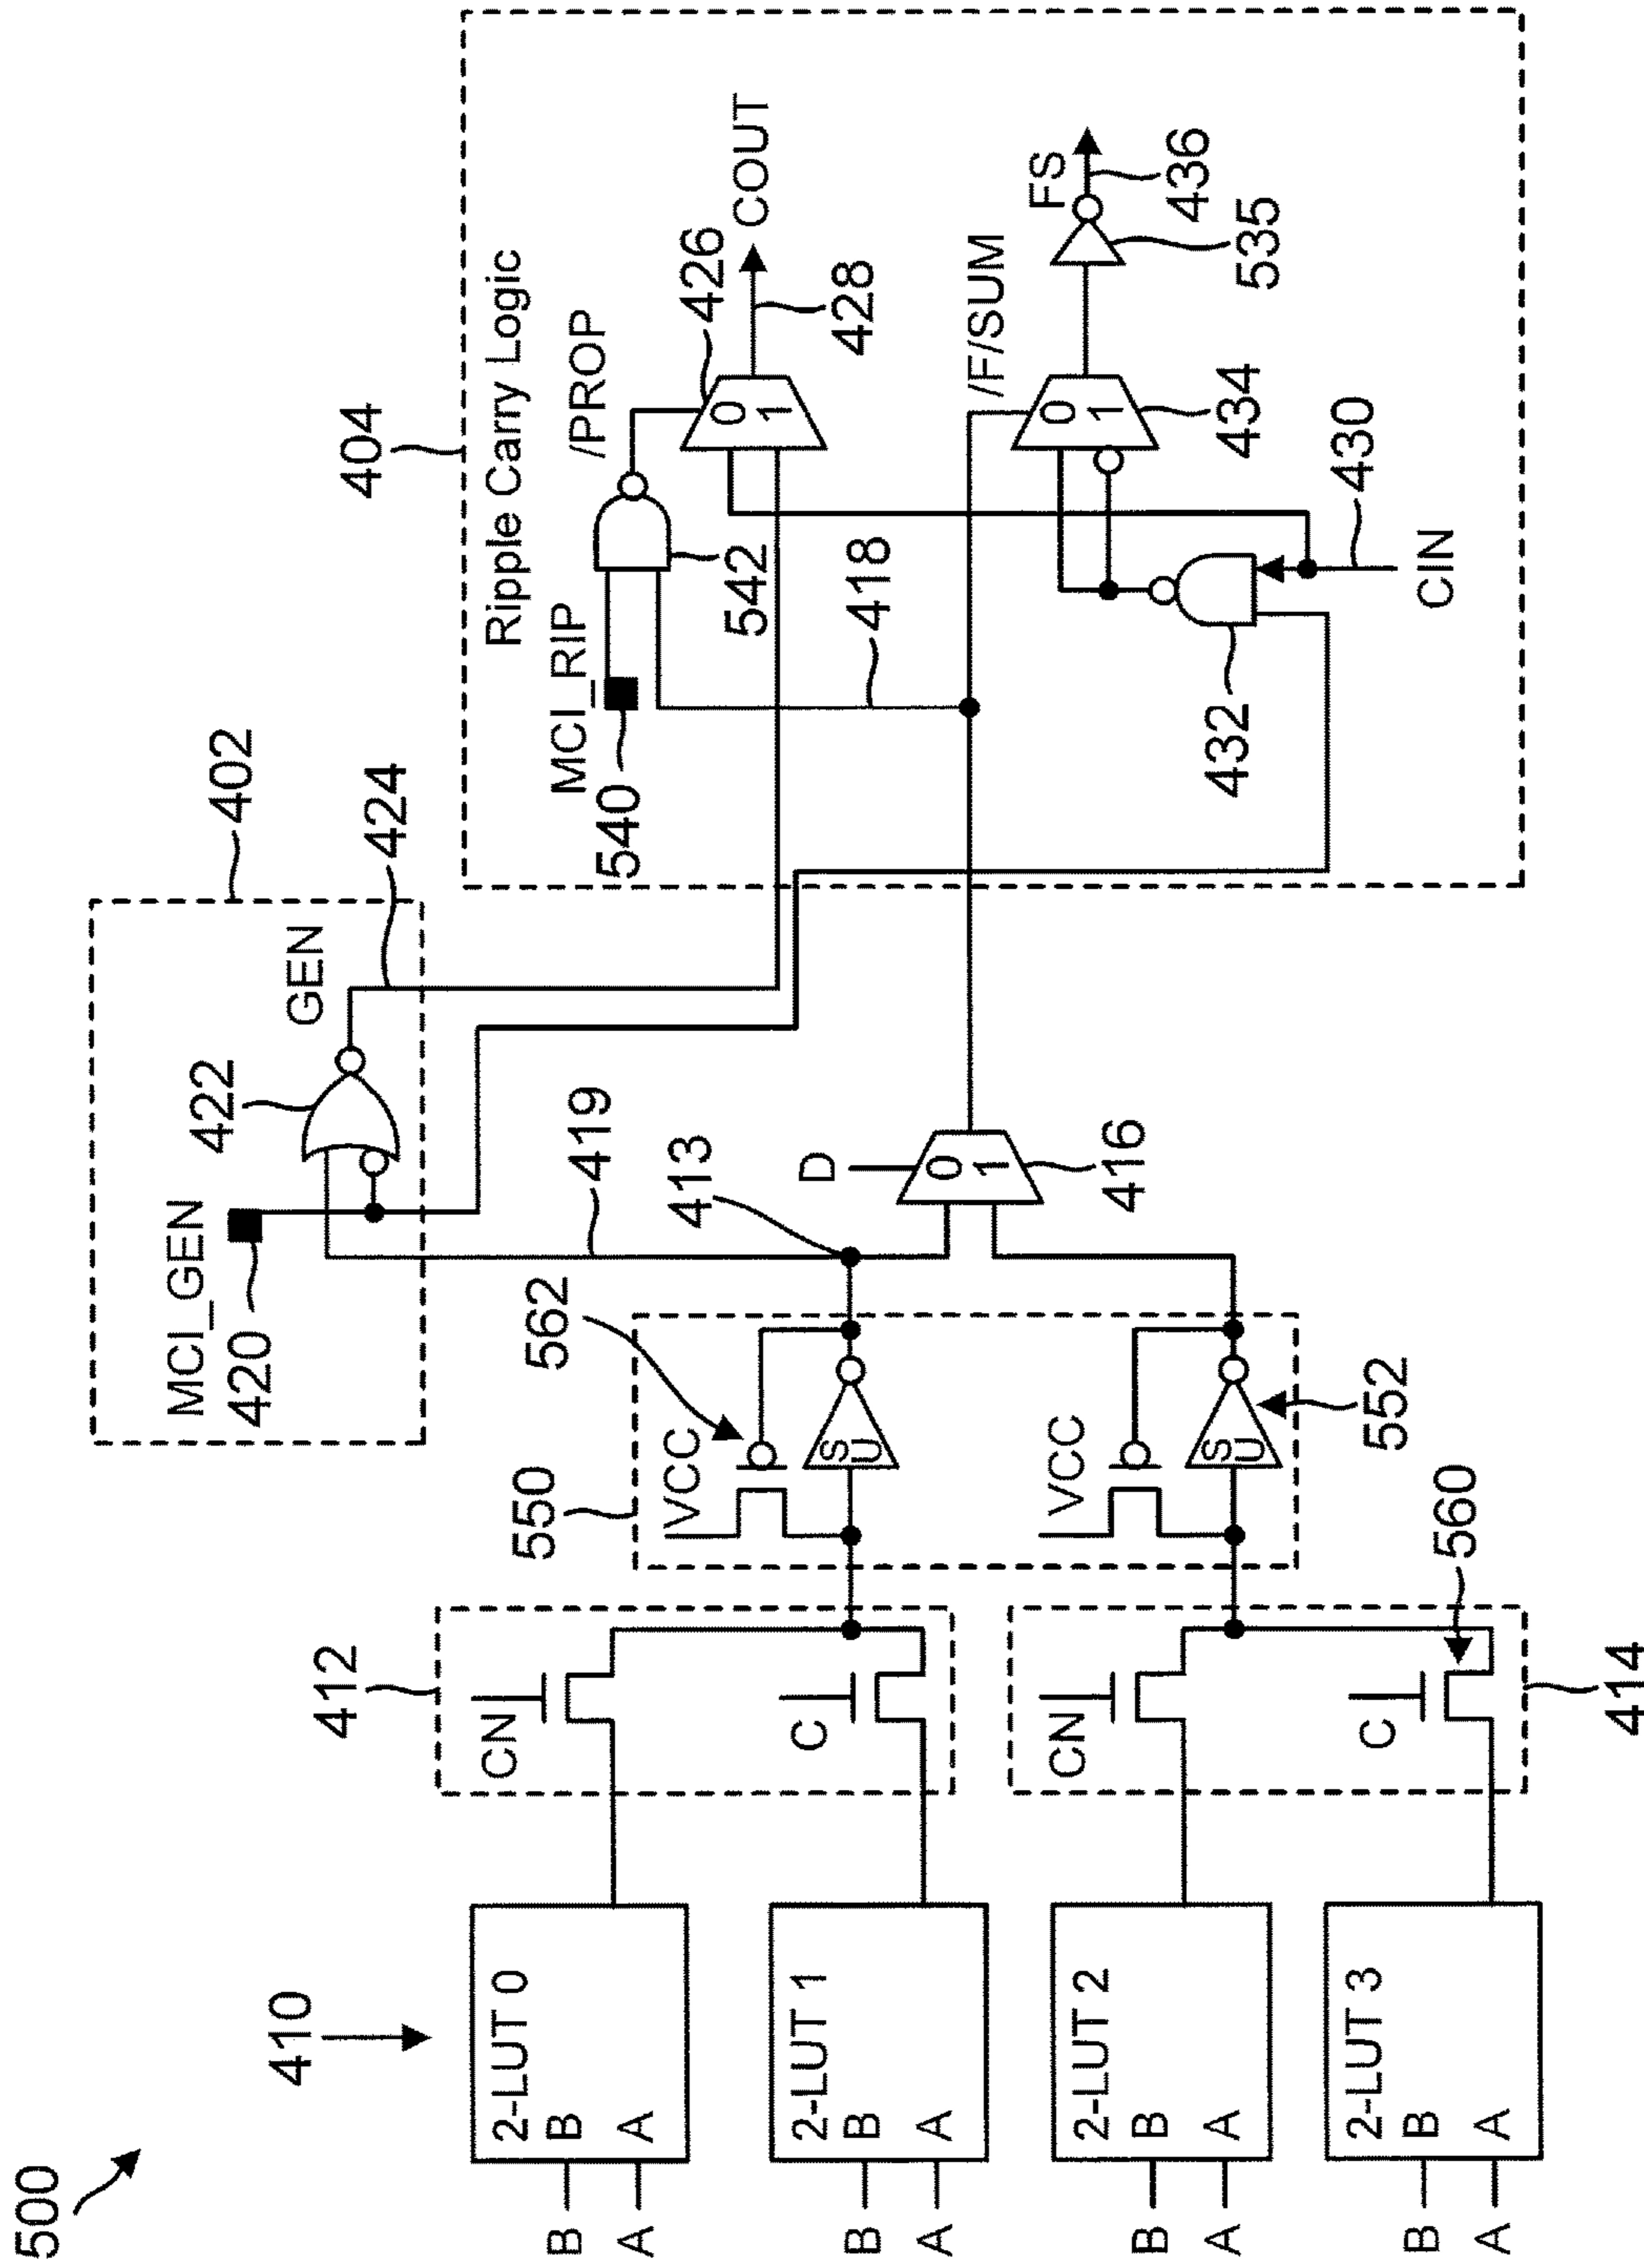 500
410
2-LUT 0
B
A
B
A
2-LUT 1
B
A
B
A
2-LUT 2
B
A
B
A
2-LUT 3
B
A
B
A
412
CN
C
CN
C
560
414
550
VCC
562
SU
VCC
SU
552
413
419
D
0
1
416
402
MCI_GEN
420
422
GEN
424
404
Ripple Carry Logic
MCI_RIP
540
542
/PROP
0
1
426
COUT
428
418
/F/SUM
0
1
434
FS
436
535
432
CIN
430